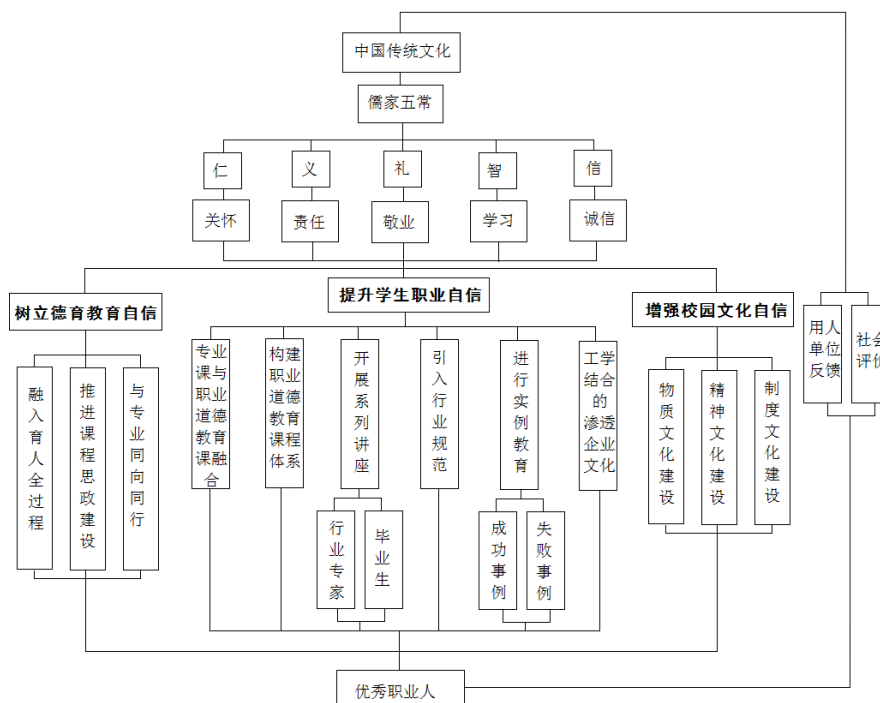 中国传统文化
儒家五常
仁
义
礼
智
信
关怀
责任
敬业
学习
诚信
树立德育教育自信
提升学生职业自信
增强校园文化自信
用人
单位
反馈
社会
评价
融入育人全过程
推进课程思政建设
与专业同向同行
专业
课与
职业
道德
教育
课融
合
构建
职业
道德
教育
课程
体系
开展系列讲座
引入行业规范
进行实例教育
工学
结合
的
渗透
企业
文化
物质文化建设
精神文化建设
制度文化建设
行业专家
毕业生
成功事例
失败事例
优秀职业人